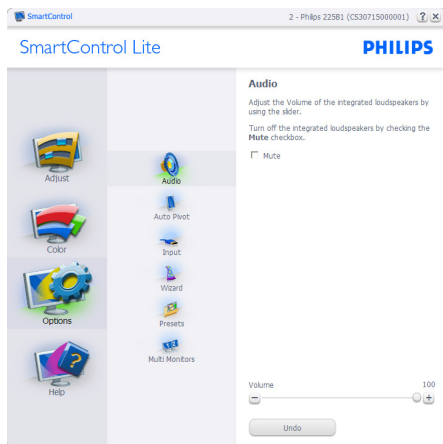 SmartControl
2 - Philips 225B1 (CS30715000001)
SmartControl Lite
PHILIPS
Adjust
Color
Options
Help
Audio
Auto Pivot
Input
Wizard
Presets
Multi Monitors
Audio
Adjust the Volume of the integrated loudspeakers by
using the slider.
Turn off the integrated loudspeakers by checking the
Mute checkbox.
Mute
Volume 100
Undo